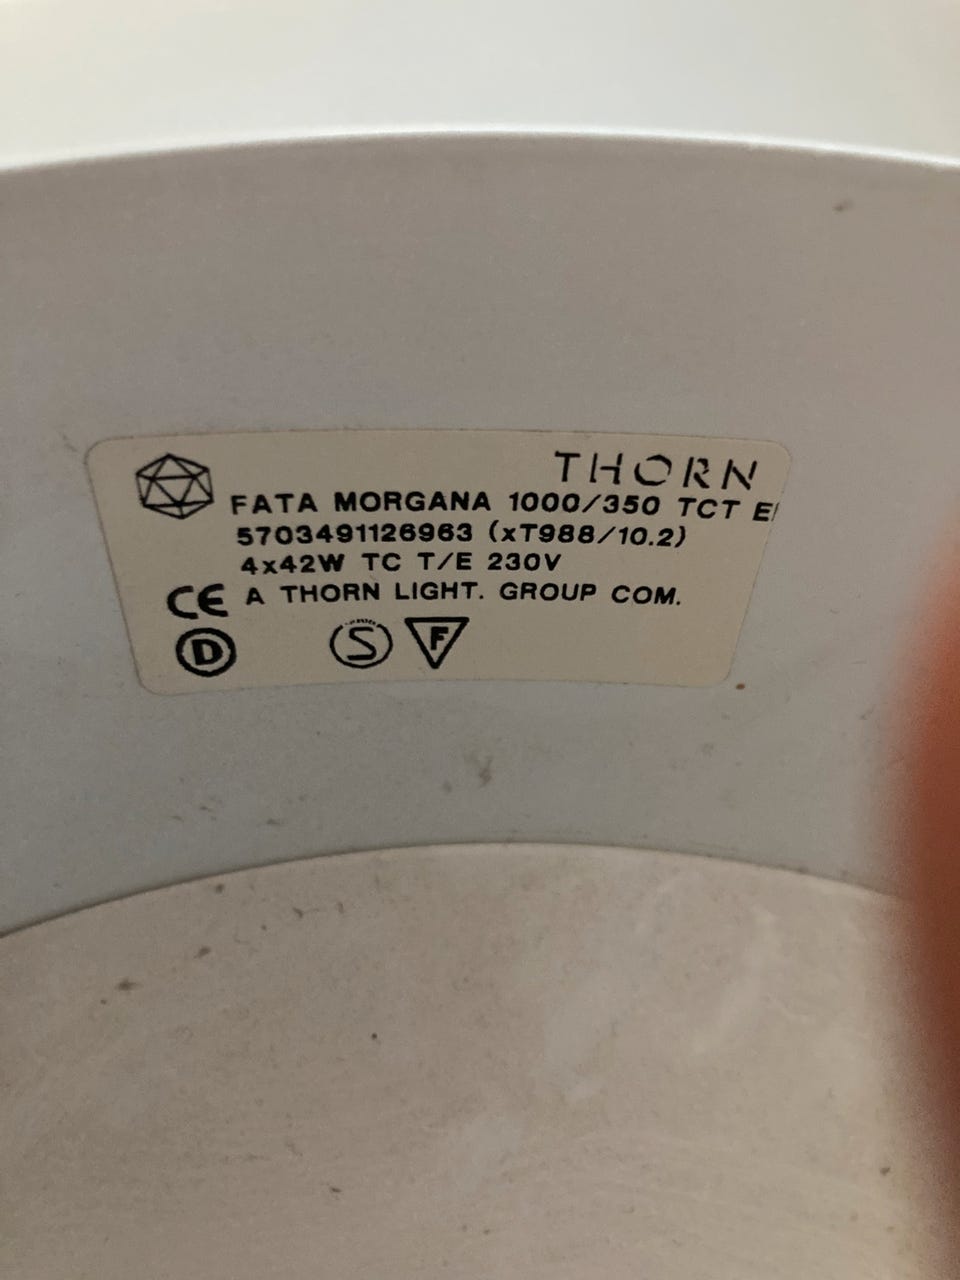 THORN
FATA MORGANA 1000/350 TCT E
5703491126963 (xT988/10.2)
4x42W TC T/E 230V
CE A THORN LIGHT. GROUP COM.
D S F